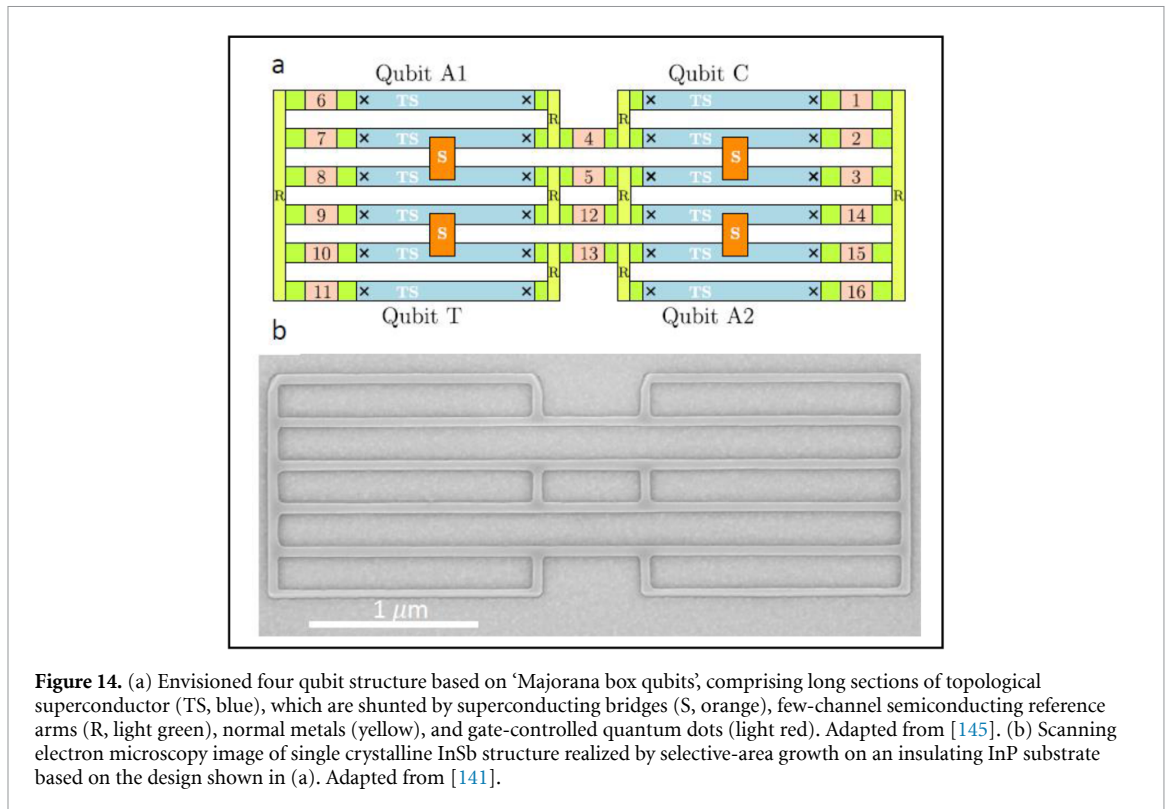 a
Qubit A1 Qubit C
6 × TS × × TS × 1
R R
7 × TS × 4 × TS × 2
S S
8 × TS × 5 × TS × 3
R R R R
9 × TS × 12 × TS × 14
S S
10 × TS × 13 × TS × 15
R R
11 × TS × × TS × 16
Qubit T Qubit A2
b
1 μm
Figure 14. (a) Envisioned four qubit structure based on ‘Majorana box qubits’, comprising long sections of topological
superconductor (TS, blue), which are shunted by superconducting bridges (S, orange), few-channel semiconducting reference
arms (R, light green), normal metals (yellow), and gate-controlled quantum dots (light red). Adapted from [145]. (b) Scanning
electron microscopy image of single crystalline InSb structure realized by selective-area growth on an insulating InP substrate
based on the design shown in (a). Adapted from [141].